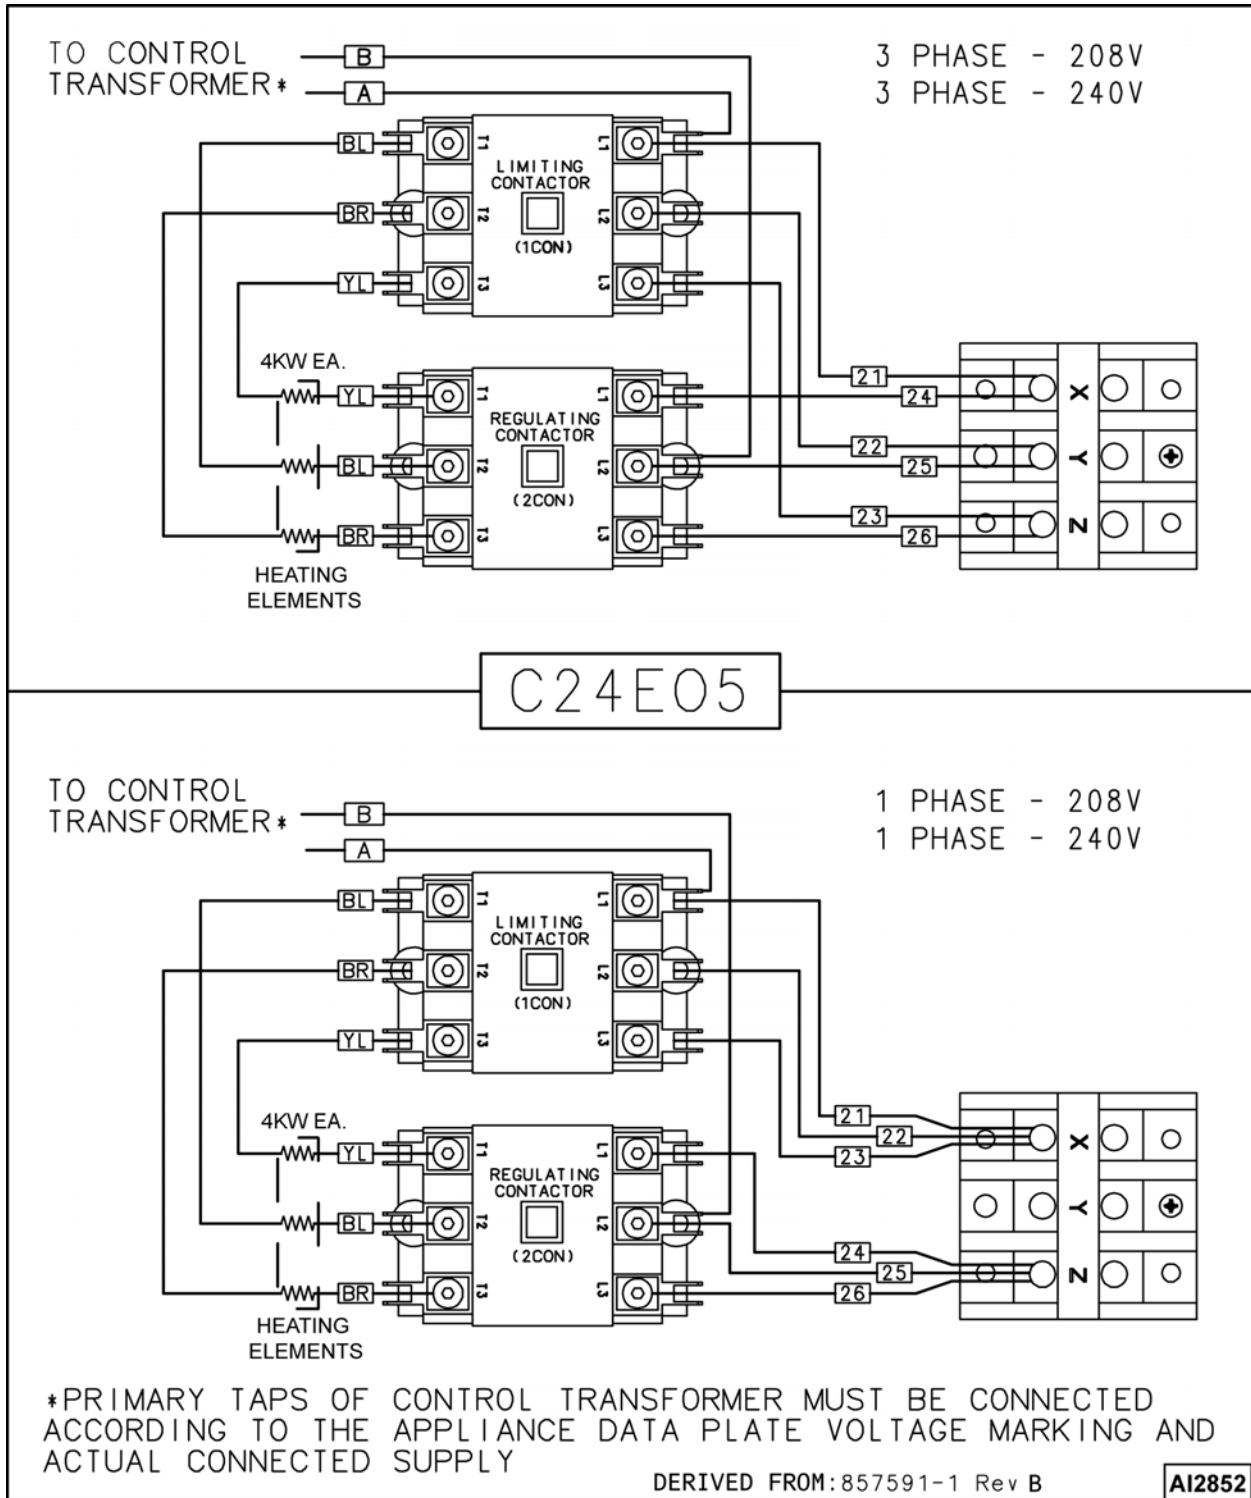 TO CONTROL
TRANSFORMER*
B
A
3 PHASE - 208V
3 PHASE - 240V
BL
T1
LIMITING
CONTACTOR
L1
BR
T2
L2
(1CON)
YL
T3
L3
4KW EA.
YL
T1
REGULATING
CONTACTOR
L1
21
24
X
BL
T2
L2
22
25
Y
(2CON)
BR
T3
L3
23
26
Z
HEATING
ELEMENTS
C24EO5
TO CONTROL
TRANSFORMER*
B
A
1 PHASE - 208V
1 PHASE - 240V
BL
T1
LIMITING
CONTACTOR
L1
BR
T2
L2
(1CON)
YL
T3
L3
4KW EA.
21
22
23
X
YL
T1
REGULATING
CONTACTOR
L1
BL
T2
L2
Y
(2CON)
24
25
26
Z
BR
T3
L3
HEATING
ELEMENTS
*PRIMARY TAPS OF CONTROL TRANSFORMER MUST BE CONNECTED
ACCORDING TO THE APPLIANCE DATA PLATE VOLTAGE MARKING AND
ACTUAL CONNECTED SUPPLY
DERIVED FROM:857591-1 Rev B
AI2852